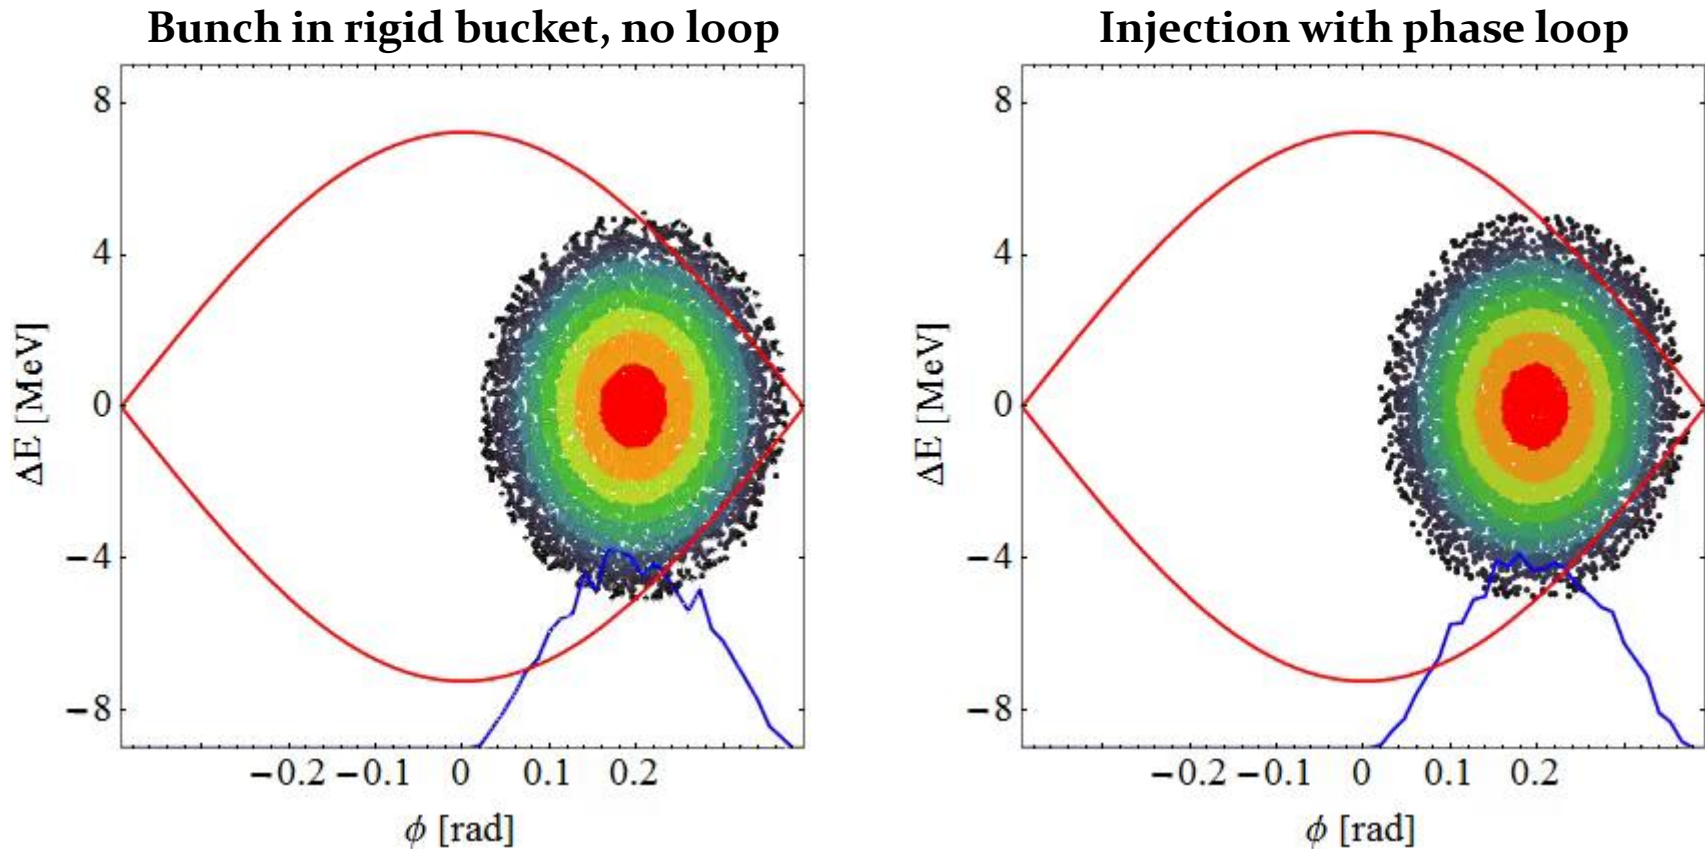 Bunch in rigid bucket, no loop
8
4
0
−4
−8
ΔE [MeV]
−0.2 −0.1 0 0.1 0.2
ϕ [rad]
Injection with phase loop
8
4
0
−4
−8
ΔE [MeV]
−0.2 −0.1 0 0.1 0.2
ϕ [rad]